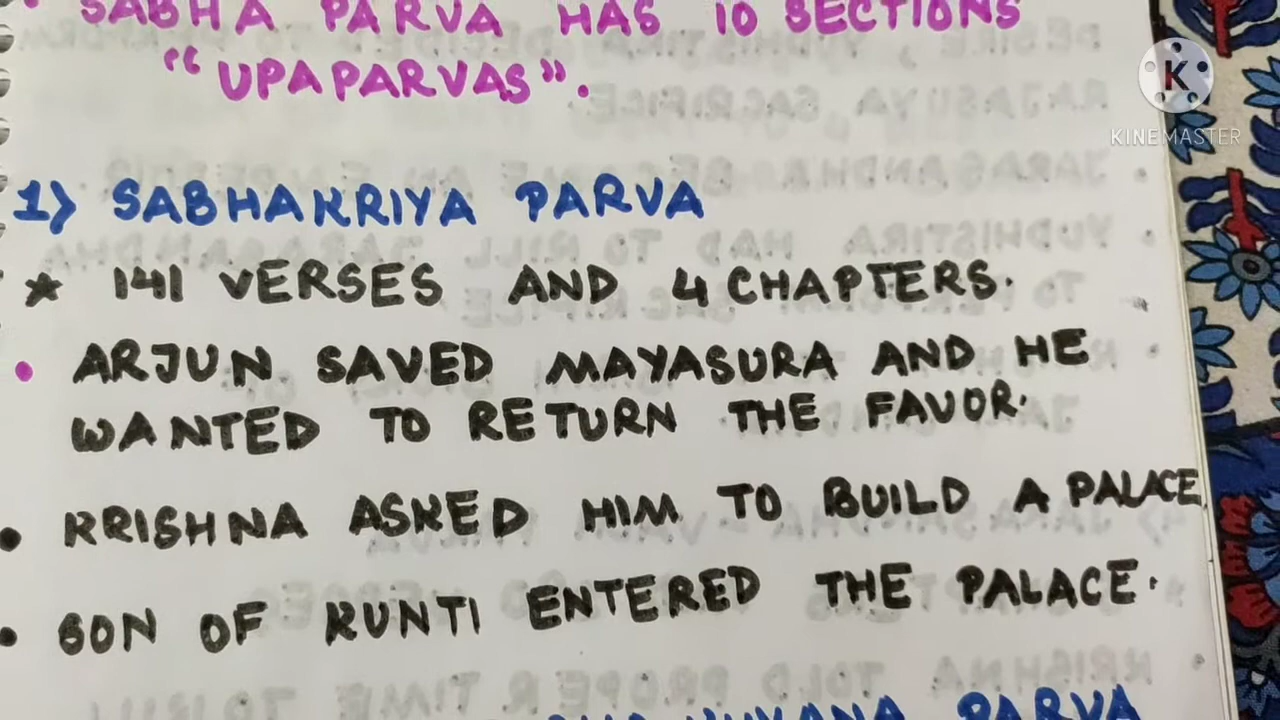 SABHA PARVA HAS 10 SECTIONS
"UPAPARVAS".
KINEMASTER
1) SABHAKRIYA PARVA
* 141 VERSES AND 4 CHAPTERS.
• ARJUN SAVED MAYASURA AND HE
WANTED TO RETURN THE FAVOR.
• KRISHNA ASKED HIM TO BUILD A PALACE
• SON OF KUNTI ENTERED THE PALACE.
PARVA